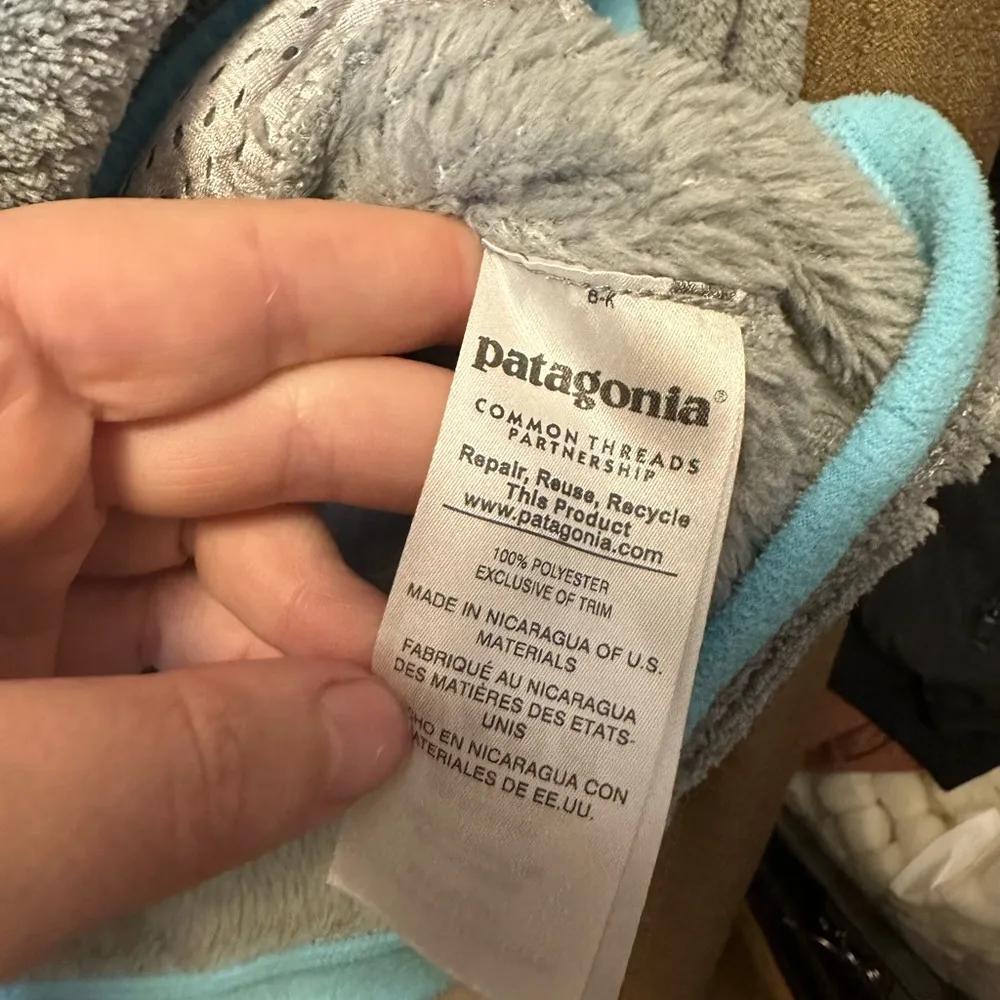 B-K
patagonia®
COMMON THREADS
PARTNERSHIP
Repair, Reuse, Recycle
This Product
www.patagonia.com
100% POLYESTER
EXCLUSIVE OF TRIM
MADE IN NICARAGUA OF U.S.
MATERIALS
FABRIQUÉ AU NICARAGUA
DES MATIÈRES DES ETATS-
UNIS
EN NICARAGUA CON
DE EE.UU.